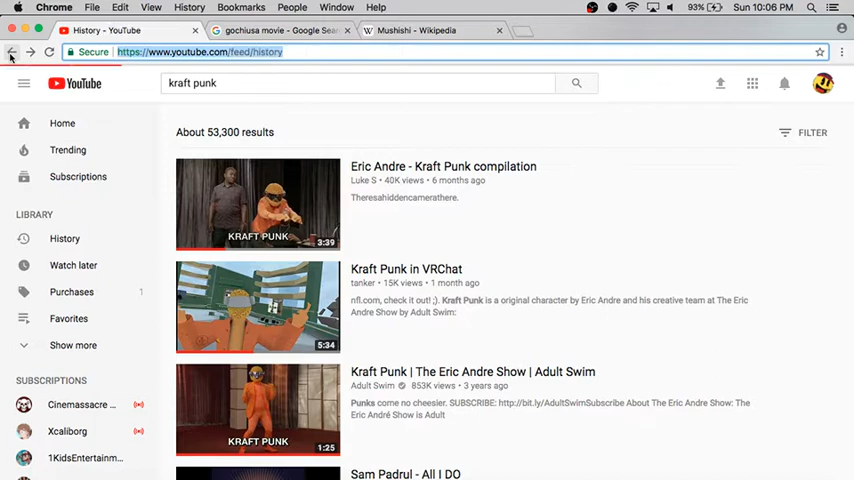 Chrome File Edit View History Bookmarks People Window Help 93% Sun 10:06 PM
History - YouTube gochiusa movie - Google Sear Mushishi - Wikipedia
Secure https://www.youtube.com/feed/history
YouTube kraft punk
Home
Trending
Subscriptions
LIBRARY
History
Watch later
Purchases 1
Favorites
Show more
SUBSCRIPTIONS
Cinemassacre ...
Xcaliborg
1KidsEntertainm...
About 53,300 results FILTER
KRAFT PUNK
3:39
Eric Andre - Kraft Punk compilation
Luke S • 40K views • 6 months ago
Theresahiddencamerathere.
5:34
Kraft Punk in VRChat
tanker • 15K views • 1 month ago
nfl.com, check it out! ;). Kraft Punk is a original character by Eric Andre and his creative team at The Eric
Andre Show by Adult Swim:
KRAFT PUNK
1:25
Kraft Punk | The Eric Andre Show | Adult Swim
Adult Swim 853K views • 3 years ago
Punks come no cheesier. SUBSCRIBE: http://bit.ly/AdultSwimSubscribe About The Eric Andre Show: The
Eric André Show is Adult
Sam Padrul - All I DO